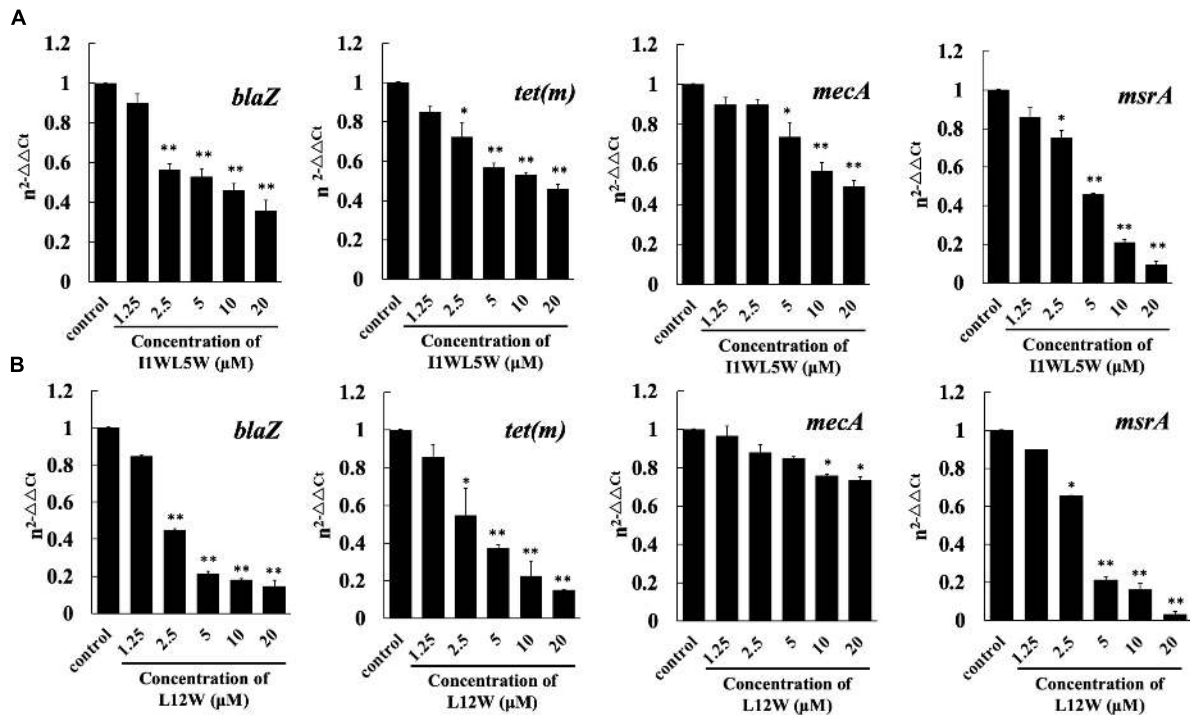 A
1.2
1
0.8
0.6
0.4
0.2
0
n2-△△Ct
blaZ
**
**
**
**
control
1.25
2.5
5
10
20
Concentration of
I1WL5W (μM)
1.2
1
0.8
0.6
0.4
0.2
0
n 2-△△Ct
tet(m)
*
**
**
**
control
1.25
2.5
5
10
20
Concentration of
I1WL5W (μM)
1.2
1
0.8
0.6
0.4
0.2
0
n2-△△Ct
mecA
*
**
**
control
1.25
2.5
5
10
20
Concentration of
I1WL5W (μM)
1.2
1
0.8
0.6
0.4
0.2
0
n2-△△Ct
msrA
*
**
**
**
control
1.25
2.5
5
10
20
Concentration of
I1WL5W (μM)
B
1.2
1
0.8
0.6
0.4
0.2
0
n2-△△Ct
blaZ
**
**
**
**
control
1.25
2.5
5
10
20
Concentration of
L12W (μM)
1.2
1
0.8
0.6
0.4
0.2
0
n2-△△Ct
tet(m)
*
**
**
**
control
1.25
2.5
5
10
20
Concentration of
L12W (μM)
1.2
1
0.8
0.6
0.4
0.2
0
n2-△△Ct
mecA
*
*
control
1.25
2.5
5
10
20
Concentration of
L12W (μM)
1.2
1
0.8
0.6
0.4
0.2
0
n2-△△Ct
msrA
*
**
**
**
control
1.25
2.5
5
10
20
Concentration of
L12W (μM)